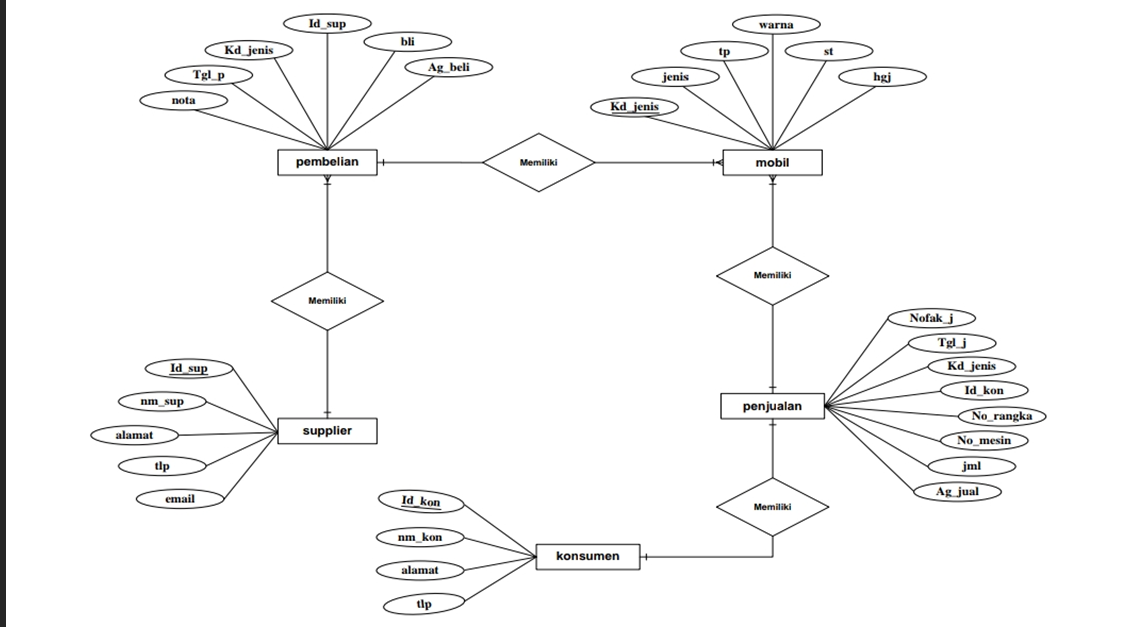 Id_sup
bli
Kd_jenis
Ag_beli
Tgl_p
nota
pembelian
warna
tp
st
jenis
hgj
Kd_jenis
mobil
Memiliki
Memiliki
Memiliki
Id_sup
nm_sup
alamat
tlp
email
supplier
Nofak_j
Tgl_j
Kd_jenis
Id_kon
No_rangka
No_mesin
jml
Ag_jual
penjualan
Memiliki
Id_kon
nm_kon
alamat
tlp
konsumen